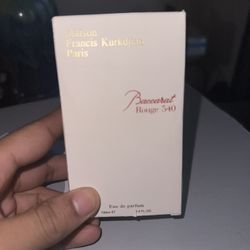 Maison
Francis Kurkdjian
Paris
Baccarat
Rouge 540
Eau de parfum